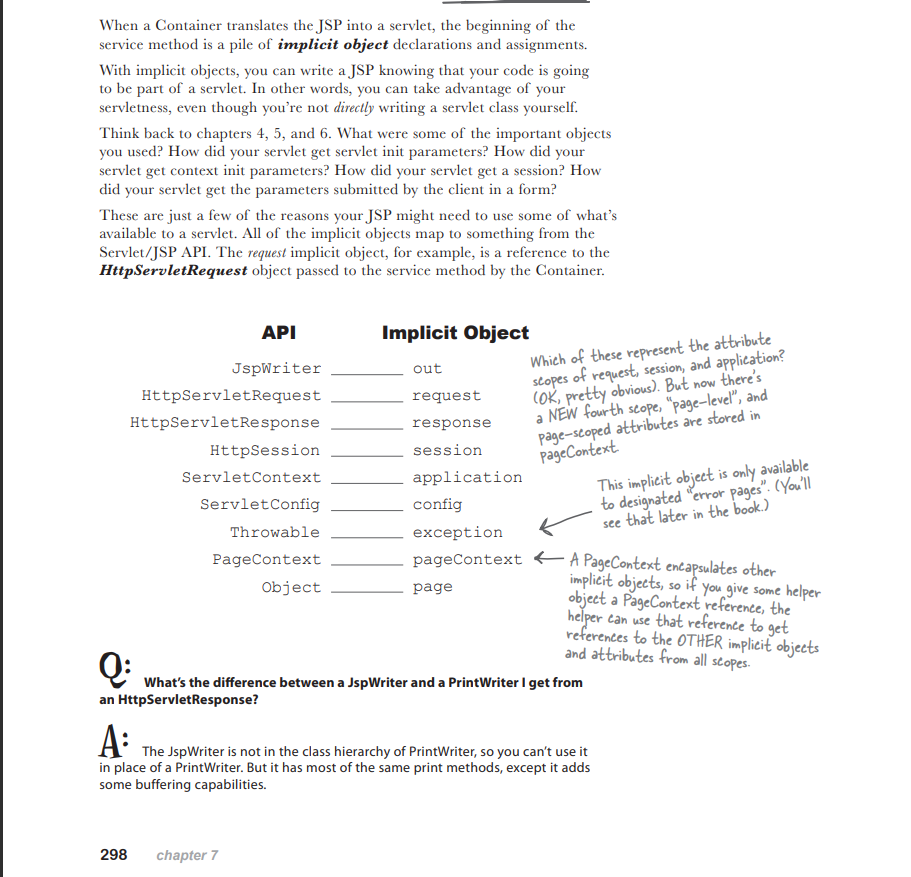 When a Container translates the JSP into a servlet, the beginning of the
service method is a pile of implicit object declarations and assignments.
With implicit objects, you can write a JSP knowing that your code is going
to be part of a servlet. In other words, you can take advantage of your
servletness, even though you're not directly writing a servlet class yourself.
Think back to chapters 4, 5, and 6. What were some of the important objects
you used? How did your servlet get servlet init parameters? How did your
servlet get context init parameters? How did your servlet get a session? How
did your servlet get the parameters submitted by the client in a form?
These are just a few of the reasons your JSP might need to use some of what's
available to a servlet. All of the implicit objects map to something from the
Servlet/JSP API. The request implicit object, for example, is a reference to the
HttpServletRequest object passed to the service method by the Container.
API Implicit Object
JspWriter ________ out
HttpServletRequest ________ request
HttpServletResponse ________ response
HttpSession ________ session
ServletContext ________ application
ServletConfig ________ config
Throwable ________ exception
PageContext ________ pageContext
Object ________ page
Which of these represent the attribute
scopes of request, session, and application?
(OK, pretty obvious). But now there's
a NEW fourth scope, "page-level", and
page-scoped attributes are stored in
pageContext
This implicit object is only available
to designated "error pages". (You'll
see that later in the book.)
A PageContext encapsulates other
implicit objects, so if you give some helper
object a PageContext reference, the
helper can use that reference to get
references to the OTHER implicit objects
and attributes from all scopes.
Q: What's the difference between a JspWriter and a PrintWriter I get from
an HttpServletResponse?
A: The JspWriter is not in the class hierarchy of PrintWriter, so you can't use it
in place of a PrintWriter. But it has most of the same print methods, except it adds
some buffering capabilities.
298 chapter 7